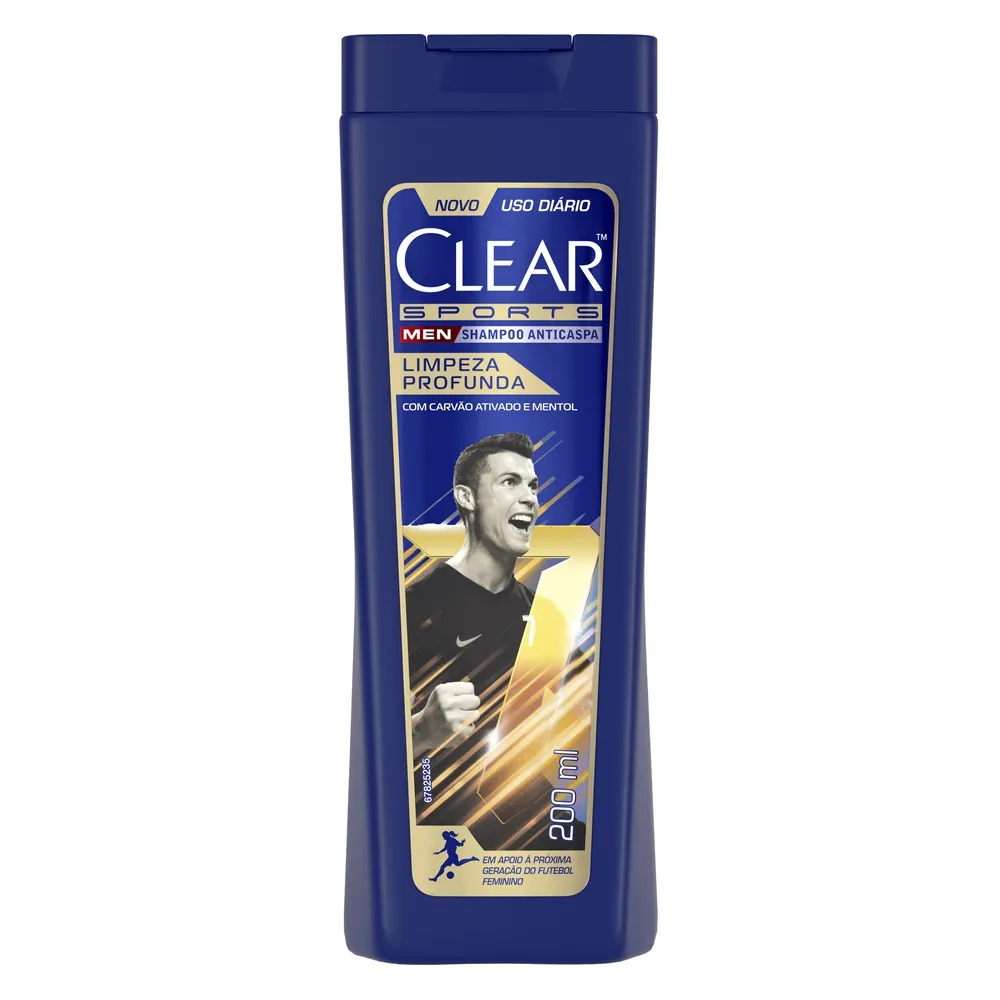 NOVO USO DIÁRIO
CLEAR™
SPORTS
MEN SHAMPOO ANTICASPA
LIMPEZA
PROFUNDA
COM CARVÃO ATIVADO E MENTOL
7
67825235
200 ml
EM APOIO À PRÓXIMA
GERAÇÃO DO FUTEBOL
FEMININO